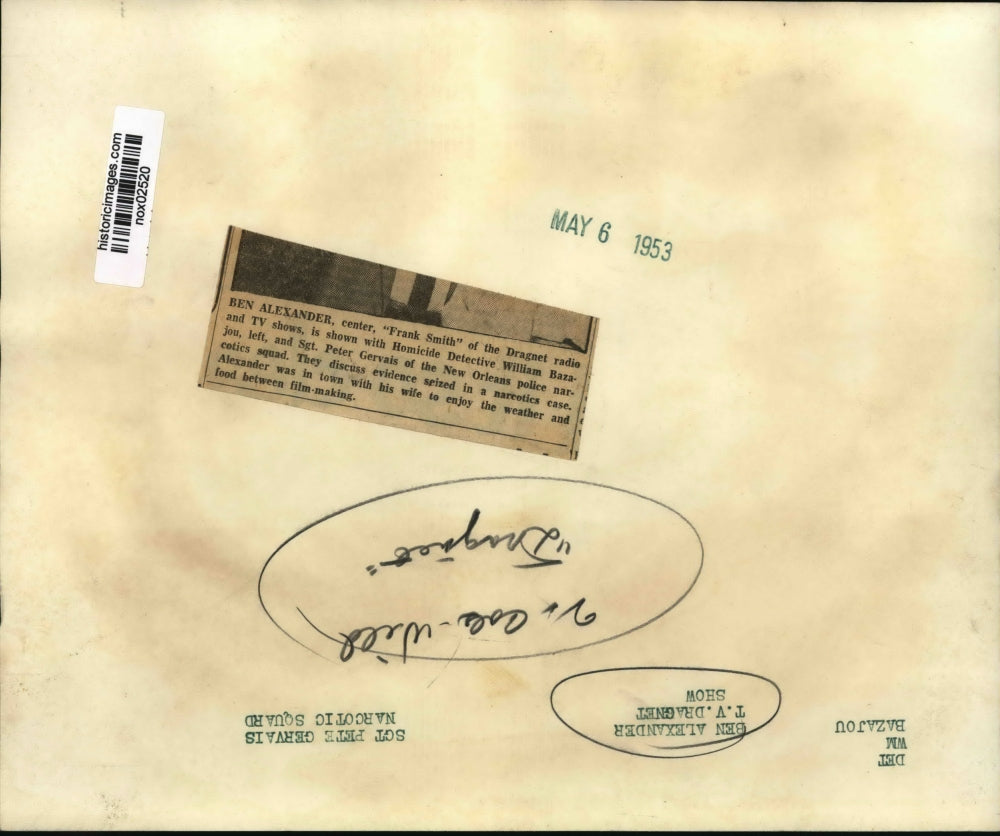 historicimages.com
nox02520
MAY 6 1953
BEN ALEXANDER, center, "Frank Smith" of the Dragnet radio
and TV shows, is shown with Homicide Detective William Baza-
jou, left, and Sgt. Peter Gervais of the New Orleans police nar-
cotics squad. They discuss evidence seized in a narcotics case.
Alexander was in town with his wife to enjoy the weather and
food between film-making.
"Dragnet"
DET
WM
BAZAJOU
BEN ALEXANDER
T.V. DRAGNET
SHOW
SGT PETE GERVAIS
NARCOTIC SQUARD